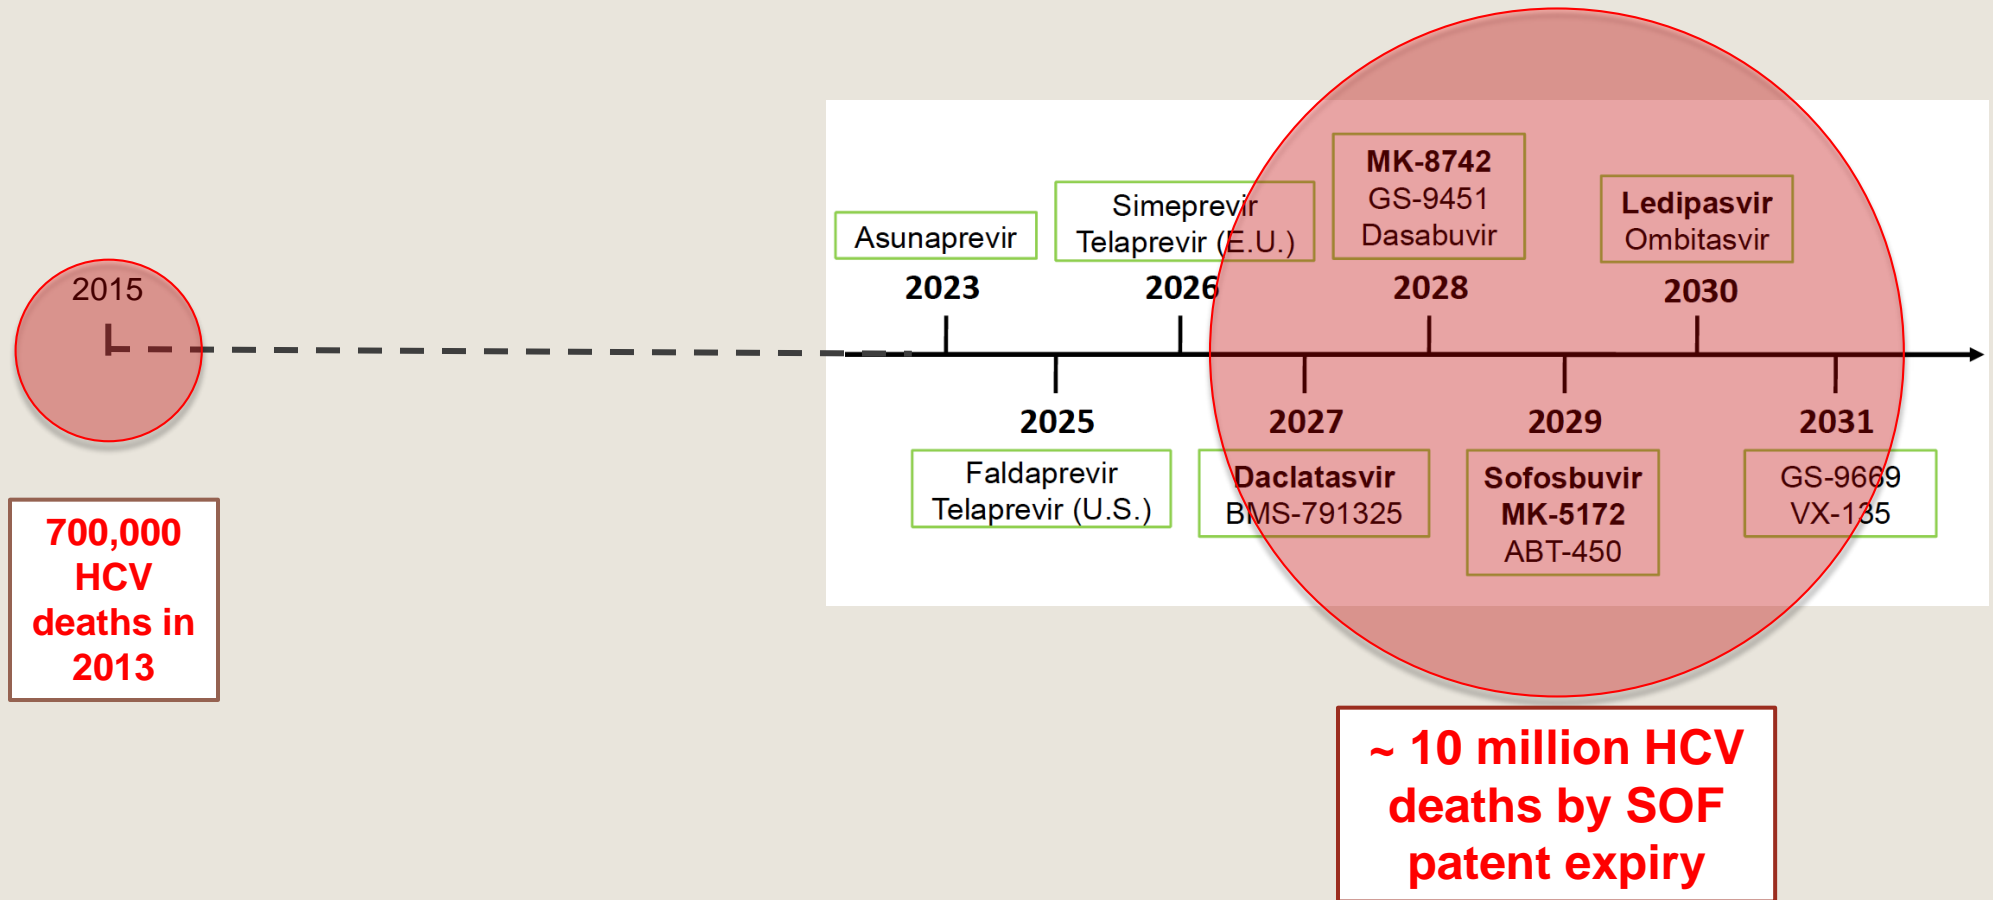 2015
700,000
HCV
deaths in
2013
Asunaprevir
2023
Simeprevir
Telaprevir (E.U.)
2026
MK-8742
GS-9451
Dasabuvir
2028
Ledipasvir
Ombitasvir
2030
2025
Faldaprevir
Telaprevir (U.S.)
2027
Daclatasvir
BMS-791325
2029
Sofosbuvir
MK-5172
ABT-450
2031
GS-9669
VX-135
~ 10 million HCV
deaths by SOF
patent expiry